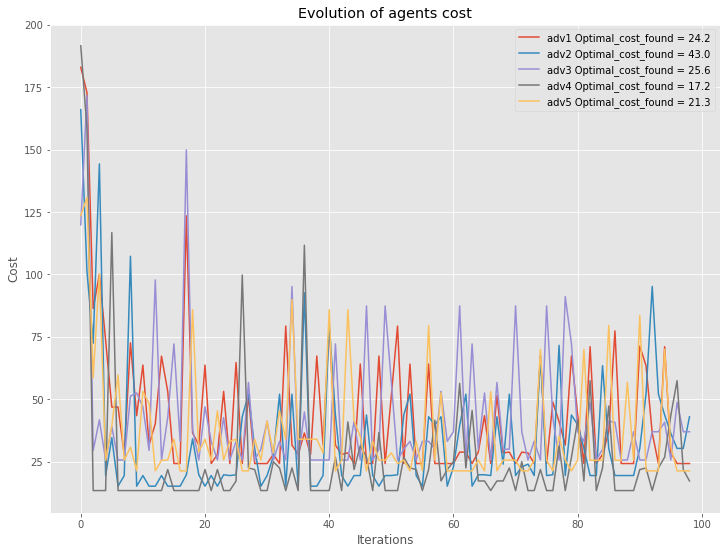 Evolution of agents cost
adv1 Optimal_cost_found = 24.2
adv2 Optimal_cost_found = 43.0
adv3 Optimal_cost_found = 25.6
adv4 Optimal_cost_found = 17.2
adv5 Optimal_cost_found = 21.3
200
175
150
125
100
75
50
25
Cost
0 20 40 60 80 100
Iterations